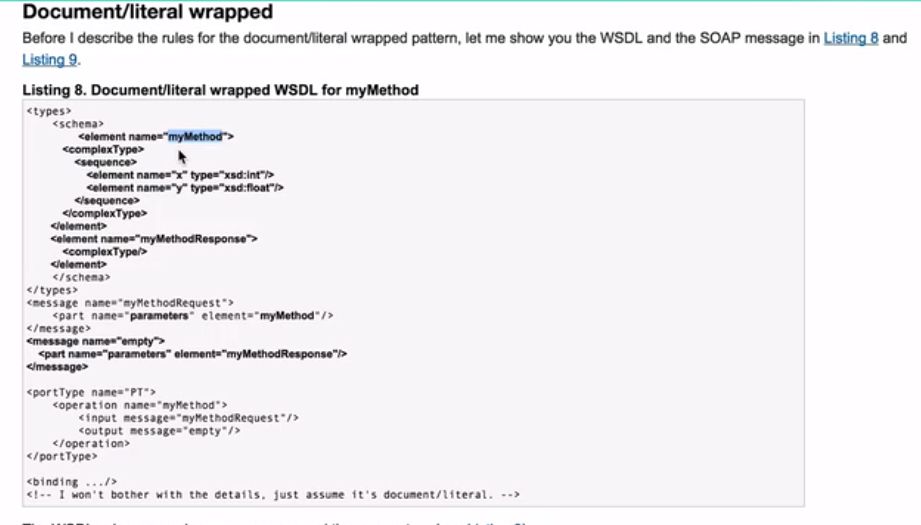 Document/literal wrapped
Before I describe the rules for the document/literal wrapped pattern, let me show you the WSDL and the SOAP message in Listing 8 and
Listing 9.
Listing 8. Document/literal wrapped WSDL for myMethod
<types>
<schema>
<element name="myMethod">
<complexType>
<sequence>
<element name="x" type="xsd:int"/>
<element name="y" type="xsd:float"/>
</sequence>
</complexType>
</element>
<element name="myMethodResponse">
<complexType/>
</element>
</schema>
</types>
<message name="myMethodRequest">
<part name="parameters" element="myMethod"/>
</message>
<message name="empty">
<part name="parameters" element="myMethodResponse"/>
</message>
<portType name="PT">
<operation name="myMethod">
<input message="myMethodRequest"/>
<output message="empty"/>
</operation>
</portType>
<binding .../>
<!-- I won't bother with the details, just assume it's document/literal. -->